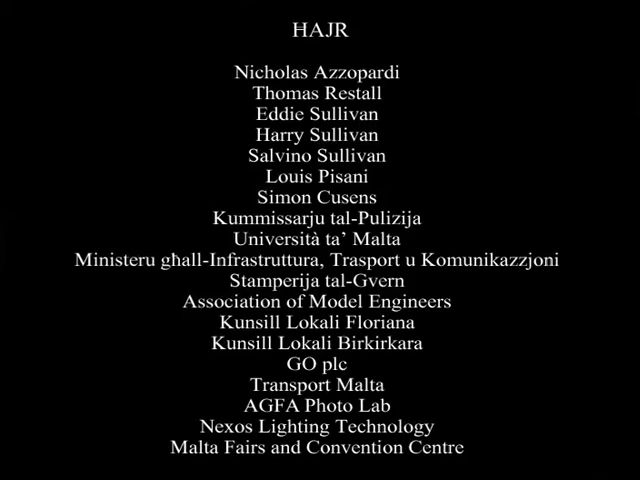 ĦAJR
Nicholas Azzopardi
Thomas Restall
Eddie Sullivan
Harry Sullivan
Salvino Sullivan
Louis Pisani
Simon Cusens
Kummissarju tal-Pulizija
Università ta’ Malta
Ministeru għall-Infrastruttura, Trasport u Komunikazzjoni
Stamperija tal-Gvern
Association of Model Engineers
Kunsill Lokali Floriana
Kunsill Lokali Birkirkara
GO plc
Transport Malta
AGFA Photo Lab
Nexos Lighting Technology
Malta Fairs and Convention Centre